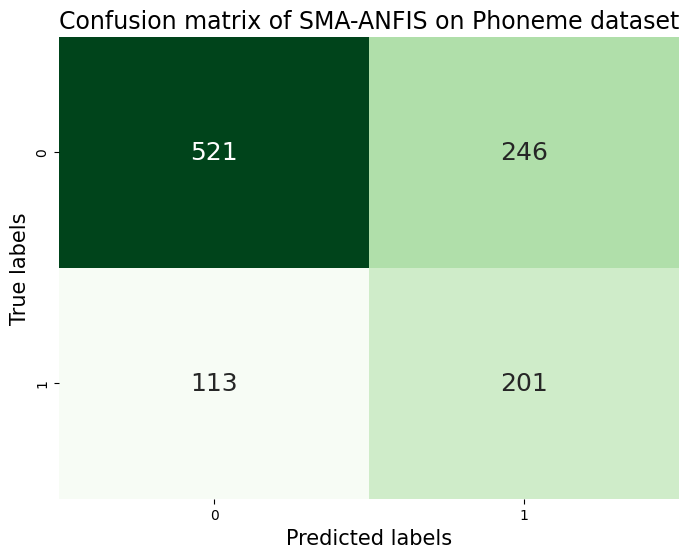 Confusion matrix of SMA-ANFIS on Phoneme dataset
True labels
0
521
246
1
113
201
0
1
Predicted labels